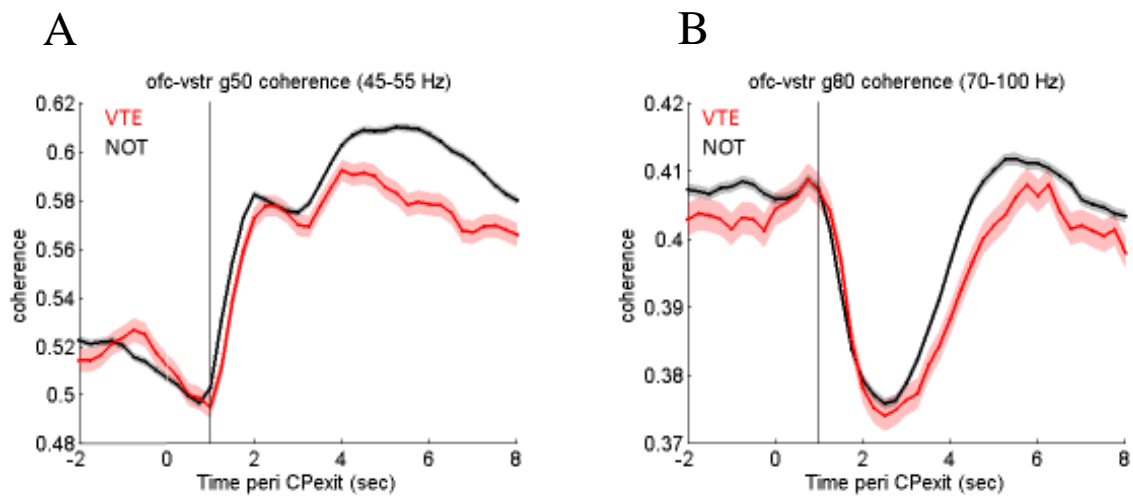 A
ofc-vstr g50 coherence (45-55 Hz)
0.62
0.6
0.58
0.56
0.54
0.52
0.5
0.48
coherence
VTE
NOT
-2
0
2
4
6
8
Time peri CPexit (sec)
B
ofc-vstr g80 coherence (70-100 Hz)
0.42
0.41
0.4
0.39
0.38
0.37
coherence
VTE
NOT
-2
0
2
4
6
8
Time peri CPexit (sec)